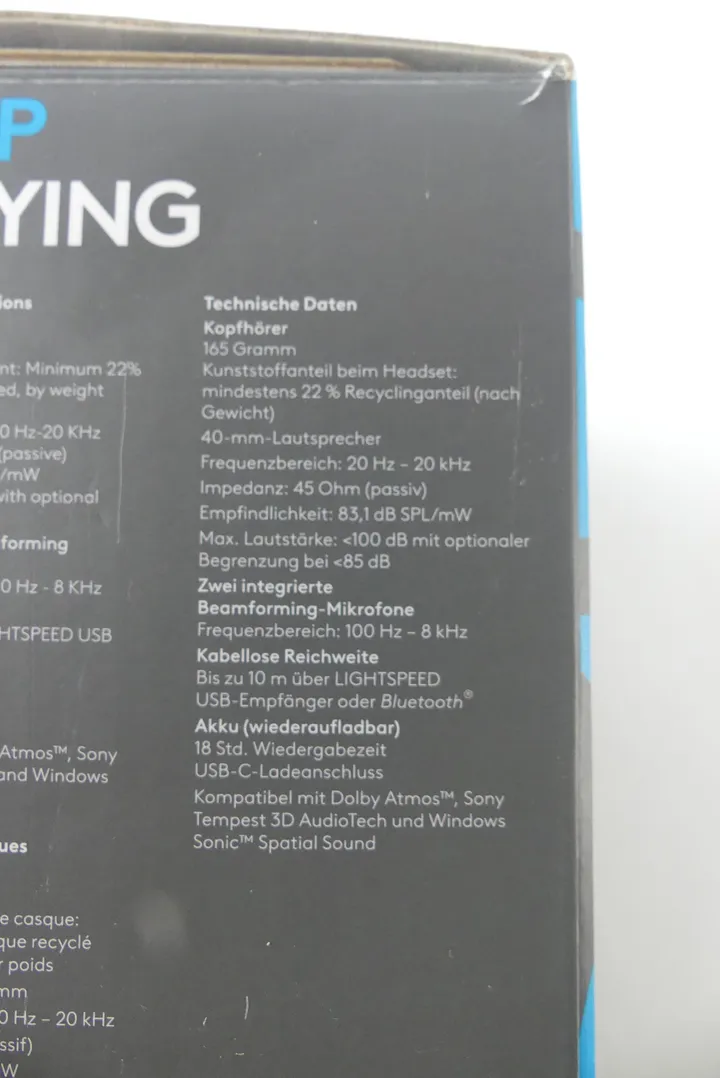 P
YING
ions
nt: Minimum 22%
ed, by weight
0 Hz-20 KHz
(passive)
/mW
with optional
forming
0 Hz - 8 KHz
HTSPEED USB
Atmos™, Sony
and Windows
Technische Daten
Kopfhörer
165 Gramm
Kunststoffanteil beim Headset:
mindestens 22 % Recyclinganteil (nach
Gewicht)
40-mm-Lautsprecher
Frequenzbereich: 20 Hz – 20 kHz
Impedanz: 45 Ohm (passiv)
Empfindlichkeit: 83,1 dB SPL/mW
Max. Lautstärke: <100 dB mit optionaler
Begrenzung bei <85 dB
Zwei integrierte
Beamforming-Mikrofone
Frequenzbereich: 100 Hz – 8 kHz
Kabellose Reichweite
Bis zu 10 m über LIGHTSPEED
USB-Empfänger oder Bluetooth®
Akku (wiederaufladbar)
18 Std. Wiedergabezeit
USB-C-Ladeanschluss
Kompatibel mit Dolby Atmos™, Sony
Tempest 3D AudioTech und Windows
Sonic™ Spatial Sound
ues
e casque:
que recyclé
r poids
mm
0 Hz – 20 kHz
ssif)
W